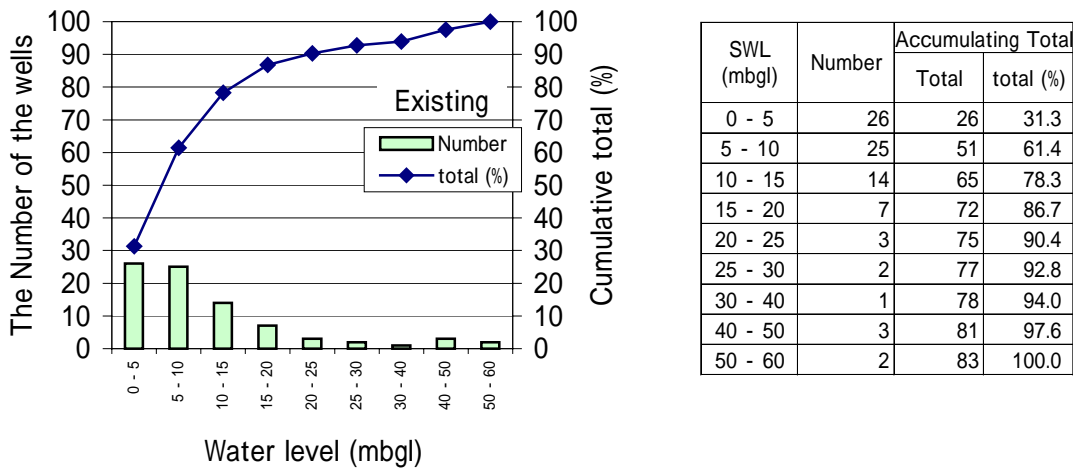 The Number of the wells
100
90
80
70
60
50
40
30
20
10
0
Existing
Number
total (%)
100
90
80
70
60
50
40
30
20
10
0
Cumulative total (%)
0 - 5
5 - 10
10 - 15
15 - 20
20 - 25
25 - 30
30 - 40
40 - 50
50 - 60
Water level (mbgl)
SWL (mbgl) Number Accumulating Total
Total total (%)
0 - 5 26 26 31.3
5 - 10 25 51 61.4
10 - 15 14 65 78.3
15 - 20 7 72 86.7
20 - 25 3 75 90.4
25 - 30 2 77 92.8
30 - 40 1 78 94.0
40 - 50 3 81 97.6
50 - 60 2 83 100.0